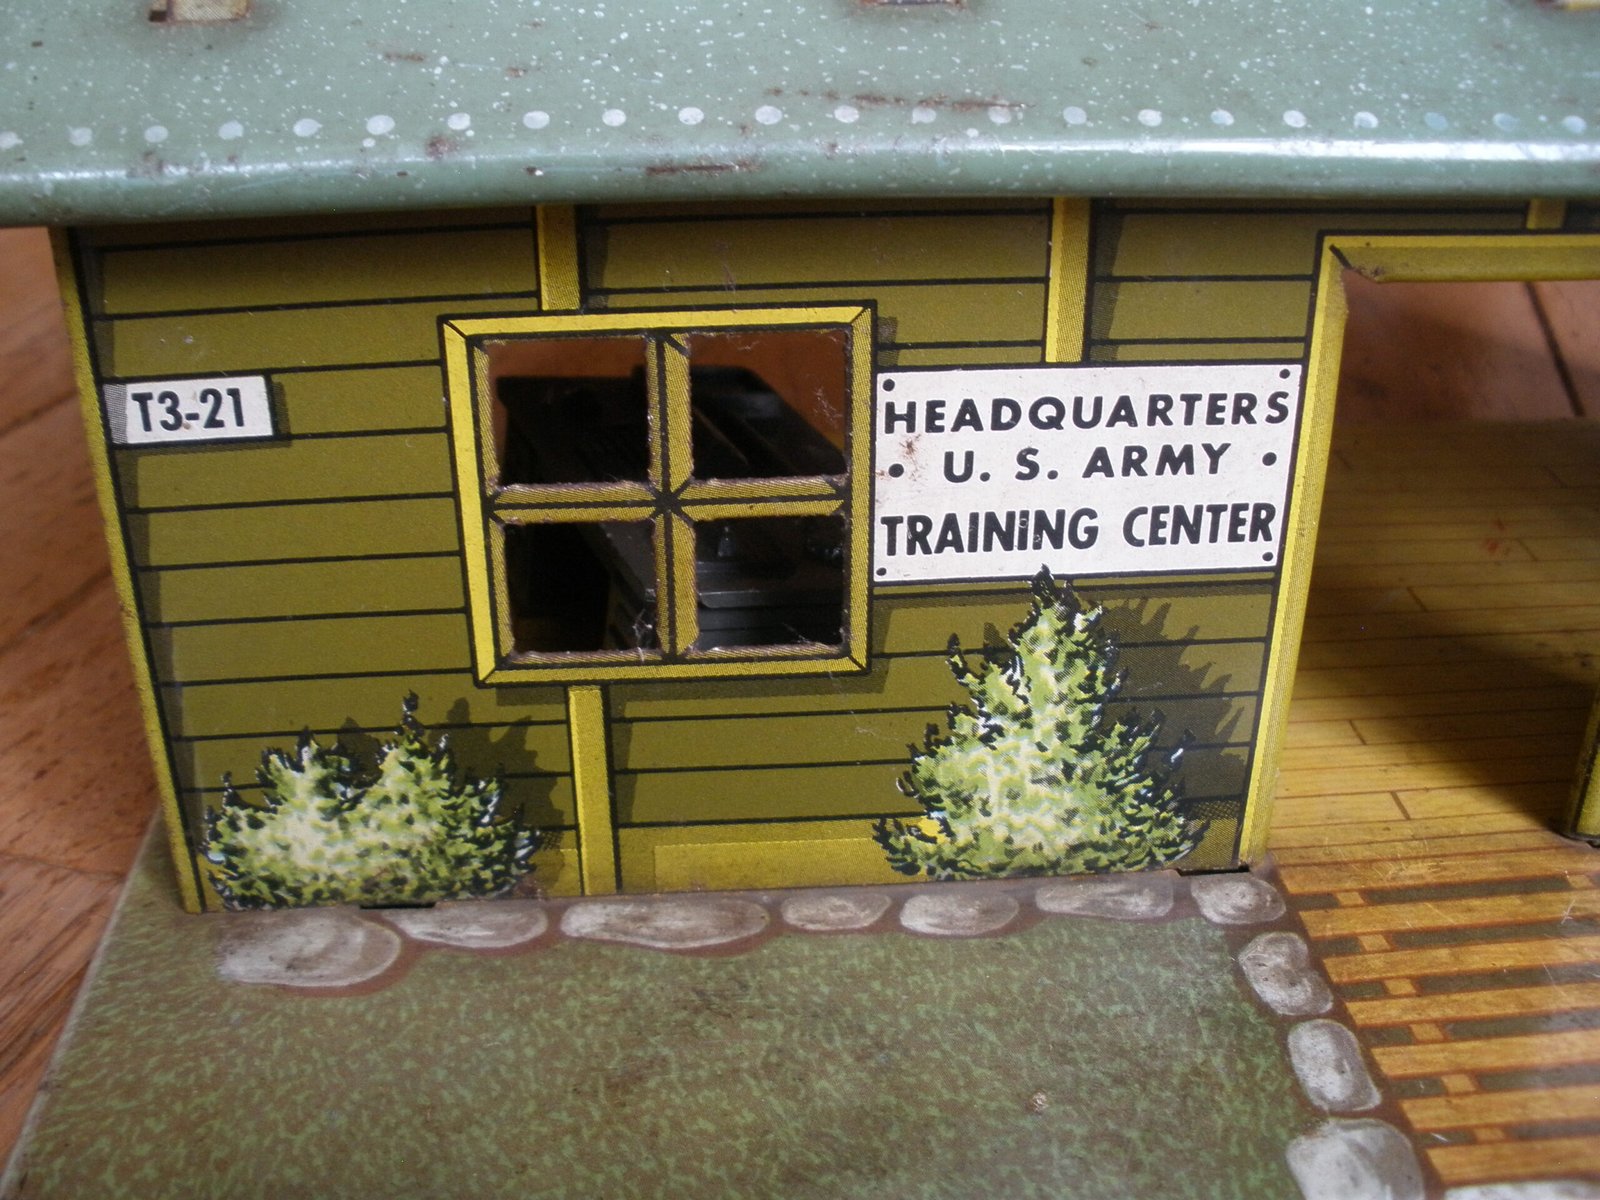 T3-21
HEADQUARTERS
U. S. ARMY
TRAINING CENTER